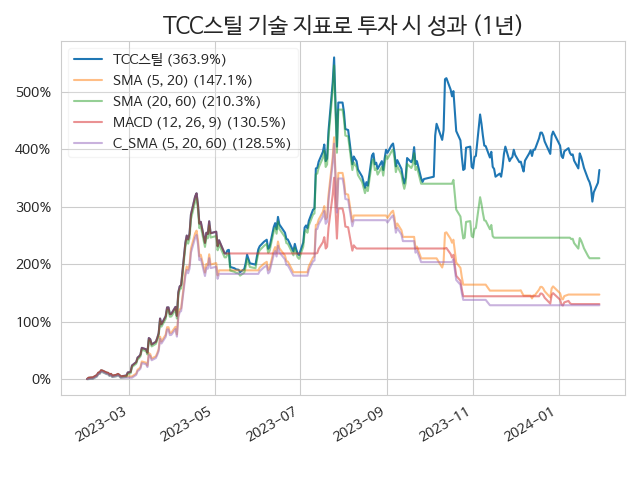 TCC스틸 기술 지표로 투자 시 성과 (1년)
TCC스틸 (363.9%)
SMA (5, 20) (147.1%)
SMA (20, 60) (210.3%)
MACD (12, 26, 9) (130.5%)
C_SMA (5, 20, 60) (128.5%)
500%
400%
300%
200%
100%
0%
2023-03
2023-05
2023-07
2023-09
2023-11
2024-01